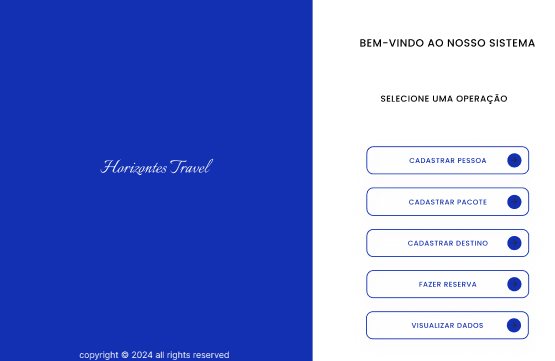 Horizontes Travel
copyright © 2024 all rights reserved
BEM-VINDO AO NOSSO SISTEMA
SELECIONE UMA OPERAÇÃO
CADASTRAR PESSOA
CADASTRAR PACOTE
CADASTRAR DESTINO
FAZER RESERVA
VISUALIZAR DADOS